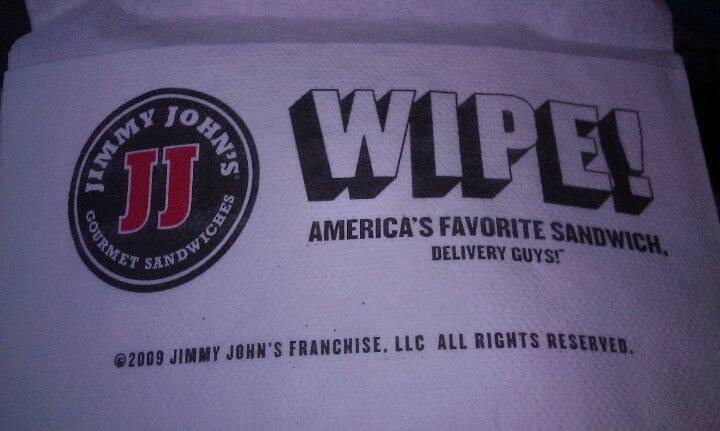 JIMMY JOHN'S®
JJ
GOURMET SANDWICHES
WIPE!
AMERICA'S FAVORITE SANDWICH,
DELIVERY GUYS!™
©2009 JIMMY JOHN'S FRANCHISE, LLC ALL RIGHTS RESERVED.